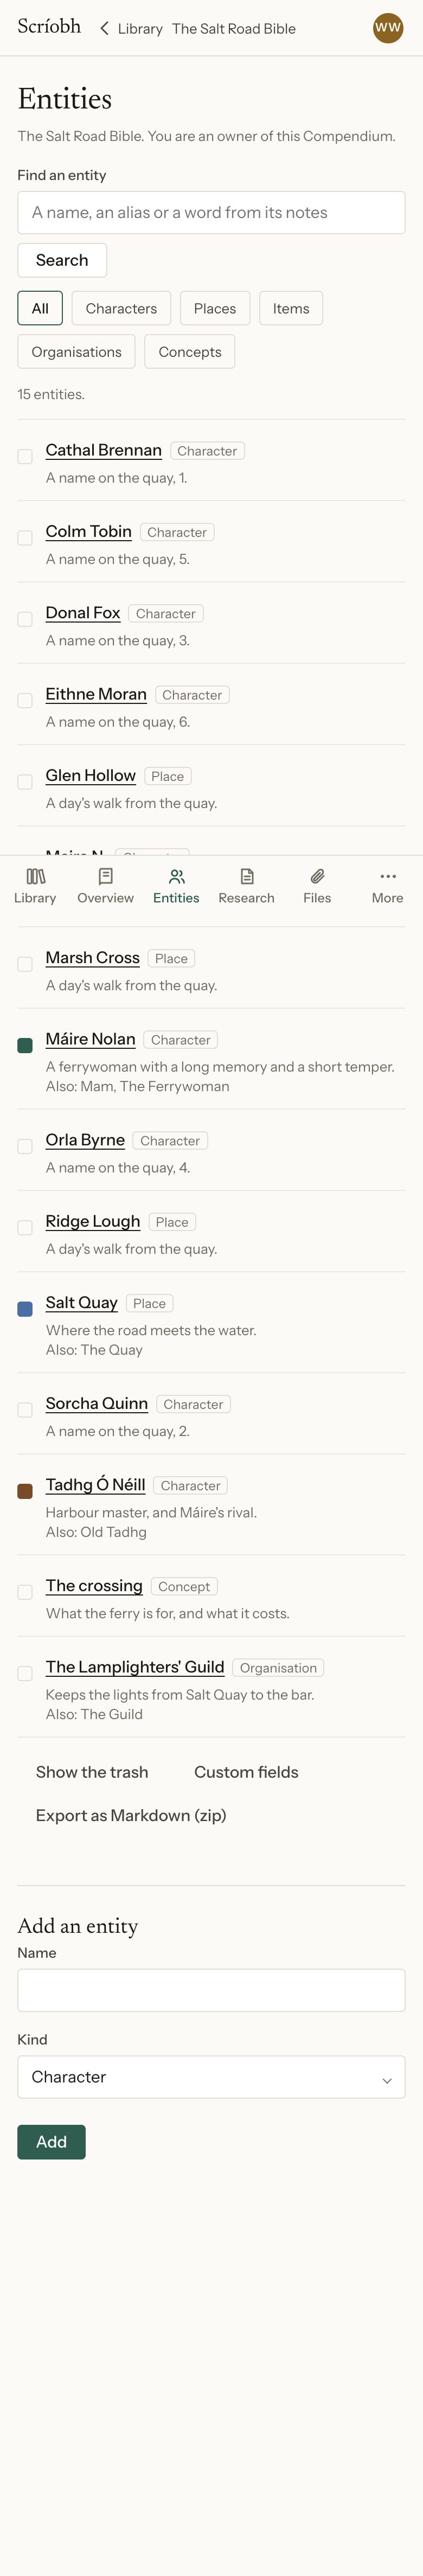 Scríobh
Library The Salt Road Bible
WW
Entities
The Salt Road Bible. You are an owner of this Compendium.
Find an entity
A name, an alias or a word from its notes
Search
All Characters Places Items
Organisations Concepts
15 entities.
Cathal Brennan Character
A name on the quay, 1.
Colm Tobin Character
A name on the quay, 5.
Donal Fox Character
A name on the quay, 3.
Eithne Moran Character
A name on the quay, 6.
Glen Hollow Place
A day's walk from the quay.
Library Overview Entities Research Files More
Marsh Cross Place
A day's walk from the quay.
Máire Nolan Character
A ferrywoman with a long memory and a short temper.
Also: Mam, The Ferrywoman
Orla Byrne Character
A name on the quay, 4.
Ridge Lough Place
A day's walk from the quay.
Salt Quay Place
Where the road meets the water.
Also: The Quay
Sorcha Quinn Character
A name on the quay, 2.
Tadhg Ó Néill Character
Harbour master, and Máire's rival.
Also: Old Tadhg
The crossing Concept
What the ferry is for, and what it costs.
The Lamplighters' Guild Organisation
Keeps the lights from Salt Quay to the bar.
Also: The Guild
Show the trash Custom fields
Export as Markdown (zip)
Add an entity
Name
Kind
Character
Add